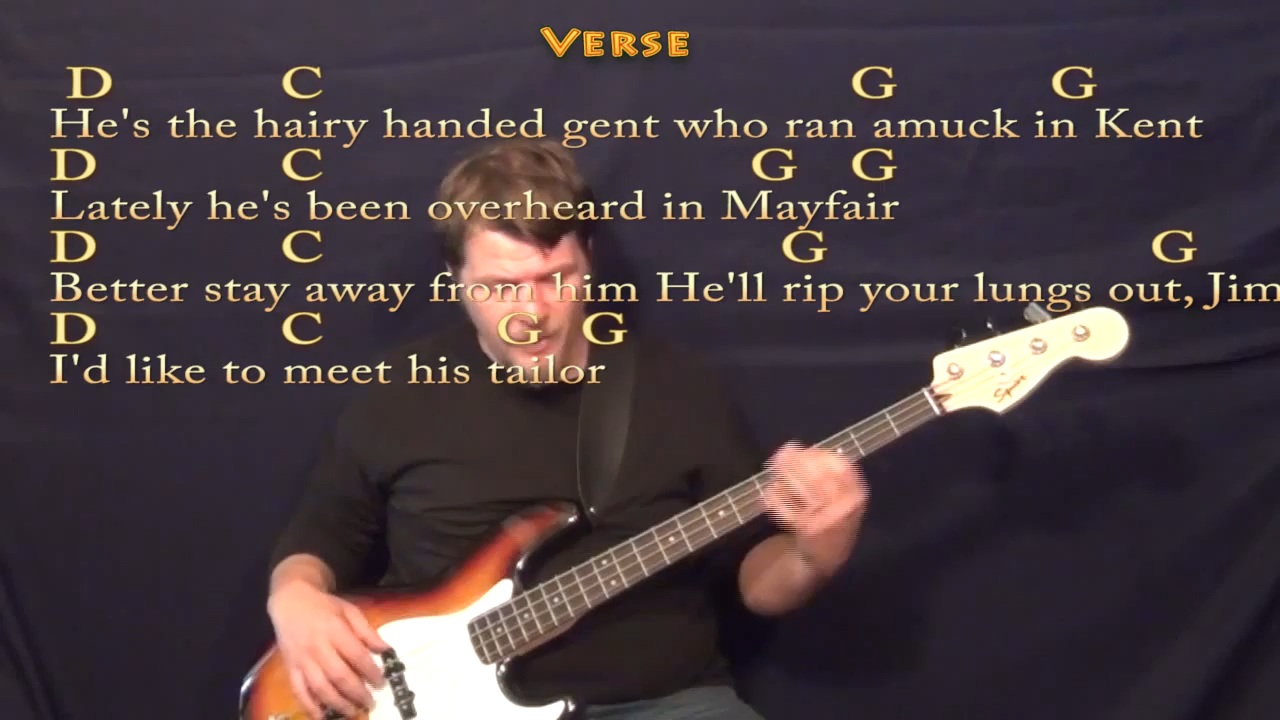 Verse
D C G G
He's the hairy handed gent who ran amuck in Kent
D C G G
Lately he's been overheard in Mayfair
D C G G
Better stay away from him He'll rip your lungs out, Jim
D C G G
I'd like to meet his tailor